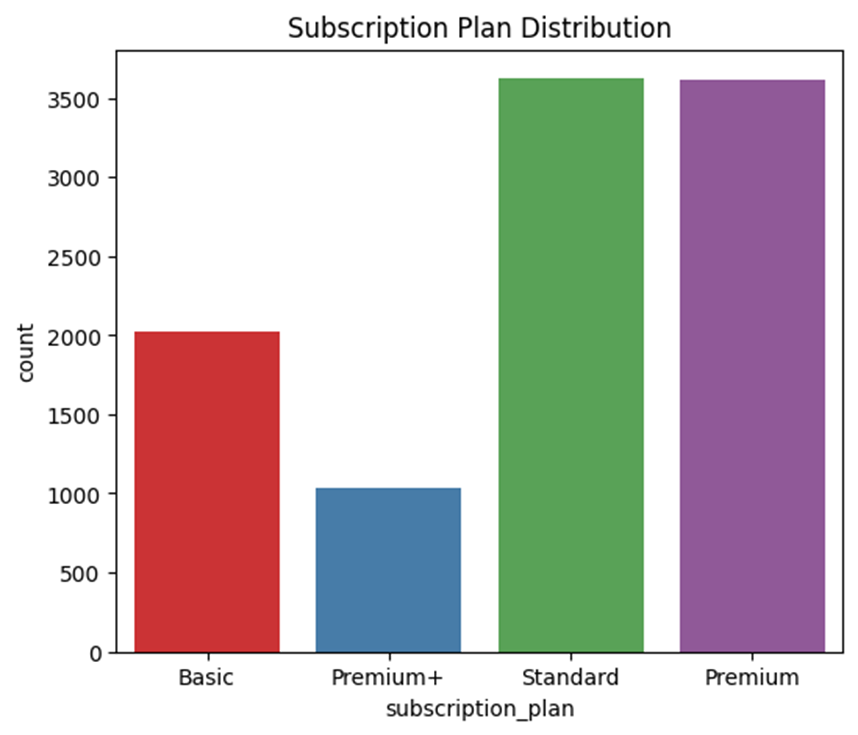 Subscription Plan Distribution
3500
3000
2500
2000
1500
1000
500
0
count
Basic Premium+ Standard Premium
subscription_plan